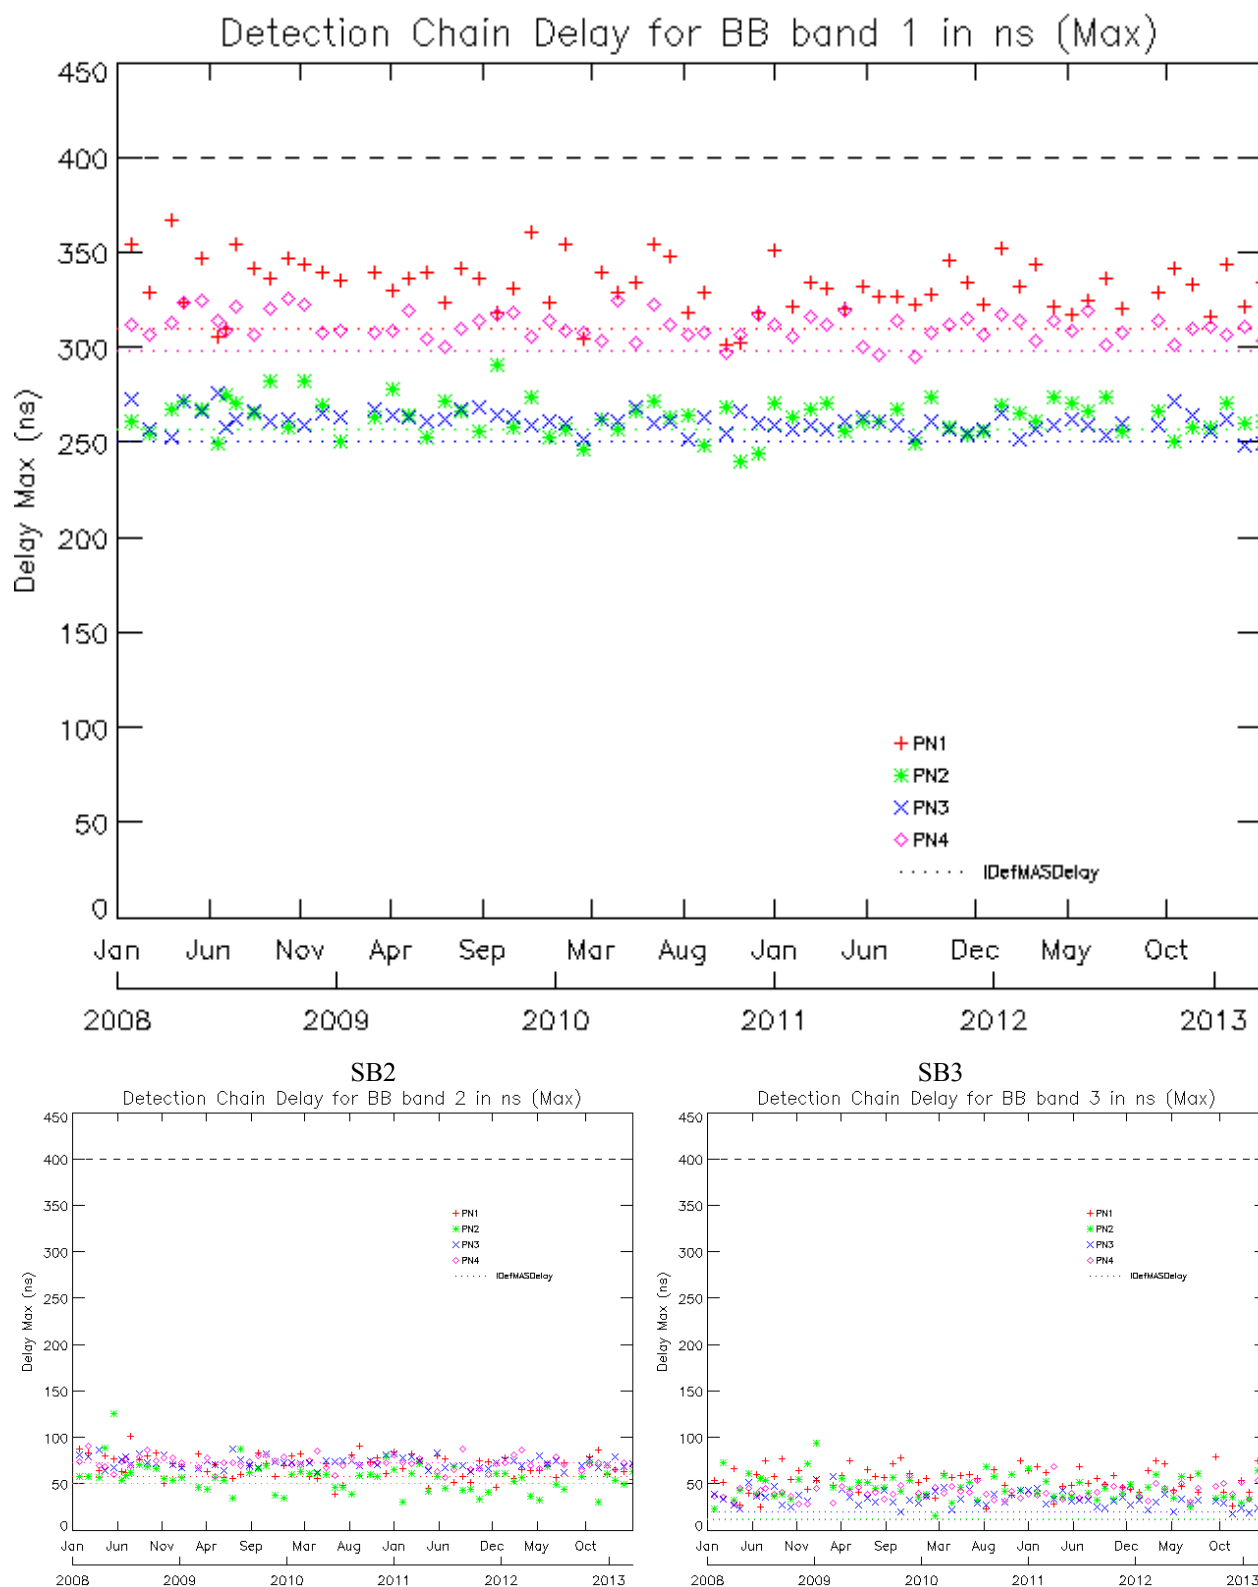 Detection Chain Delay for BB band 1 in ns (Max)
450
400
350
300
250
200
150
100
50
0
Delay Max (ns)
PN1
PN2
PN3
PN4
IDefMASDelay
Jan Jun Nov Apr Sep Mar Aug Jan Jun Dec May Oct
2008 2009 2010 2011 2012 2013
SB2
Detection Chain Delay for BB band 2 in ns (Max)
450
400
350
300
250
200
150
100
50
0
Delay Max (ns)
PN1
PN2
PN3
PN4
IDefMASDelay
Jan Jun Nov Apr Sep Mar Aug Jan Jun Dec May Oct
2008 2009 2010 2011 2012 2013
SB3
Detection Chain Delay for BB band 3 in ns (Max)
450
400
350
300
250
200
150
100
50
0
Delay Max (ns)
PN1
PN2
PN3
PN4
IDefMASDelay
Jan Jun Nov Apr Sep Mar Aug Jan Jun Dec May Oct
2008 2009 2010 2011 2012 2013